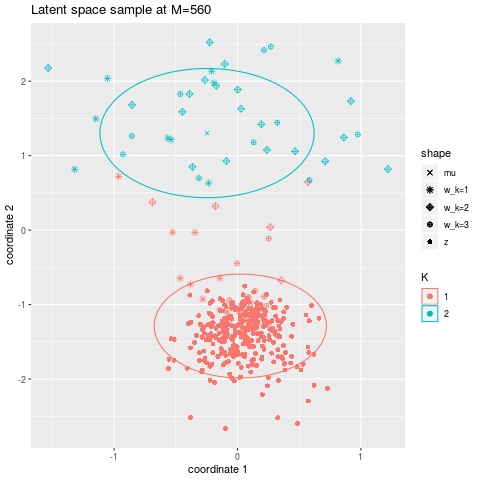 Latent space sample at M=560
coordinate 2
2
1
0
-1
-2
-1
0
1
coordinate 1
shape
mu
w_k=1
w_k=2
w_k=3
z
K
1
2